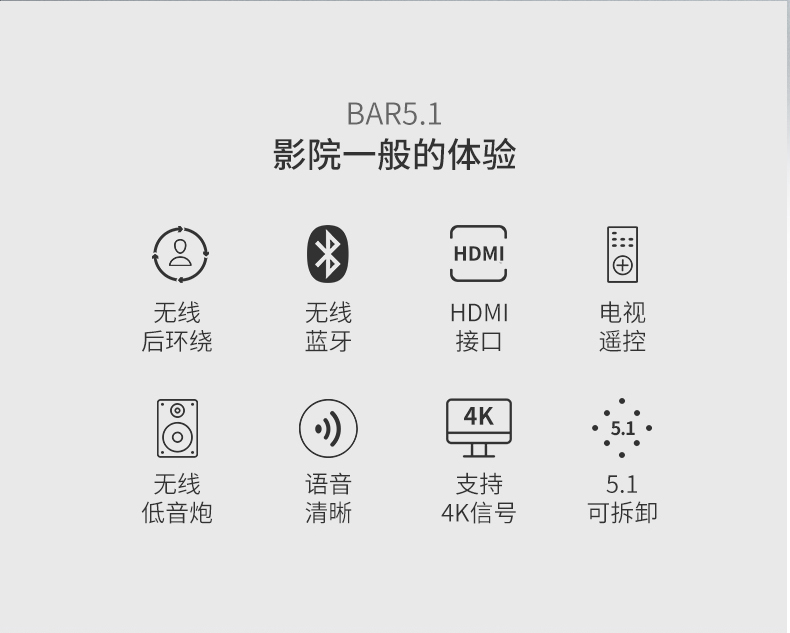 BAR5.1
影院一般的体验
HDMI
无线
后环绕
无线
蓝牙
HDMI
接口
电视
遥控
4K
5.1
无线
低音炮
语音
清晰
支持
4K信号
5.1
可拆卸